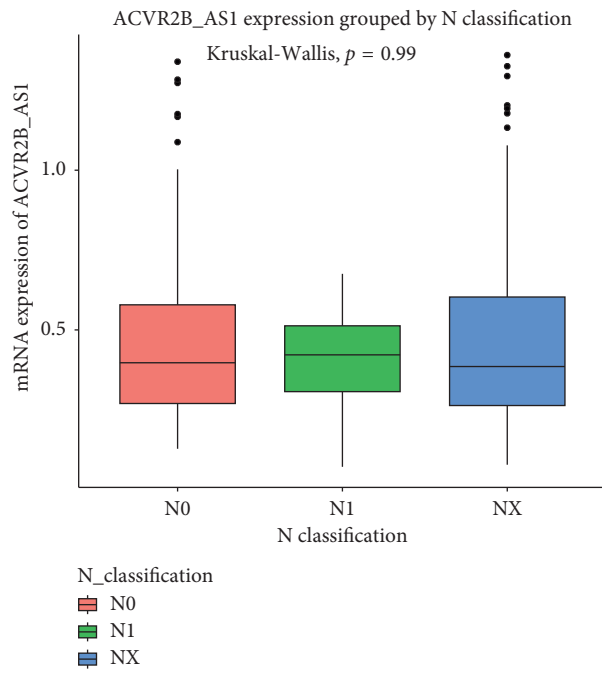 ACVR2B_AS1 expression grouped by N classification
Kruskal-Wallis, p = 0.99
mRNA expression of ACVR2B_AS1
1.0
0.5
N0 N1 NX
N classification
N_classification
N0
N1
NX